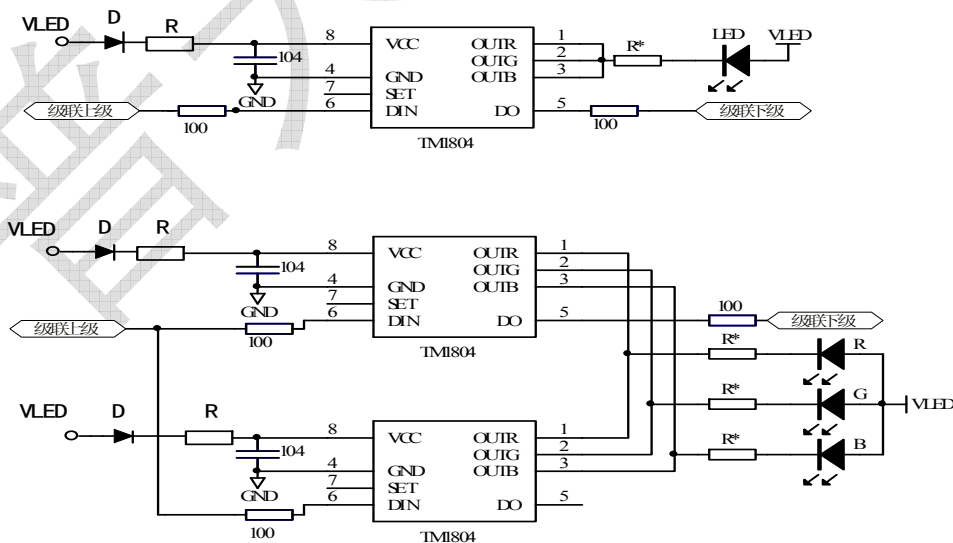 VLED D R 8 VCC OUTR 1 R* LED VLED
104 OUTG 2
4 GND OUTB 3
GND 7 SET
级联上级 100 6 DIN DO 5 100 级联下级
TM1804
VLED D R 8 VCC OUTR 1
104 OUTG 2
4 GND OUTB 3
GND 7 SET
级联上级 100 6 DIN DO 5 100 级联下级
TM1804 R* R
VLED D R R* G VLED
8 VCC OUTR 1 R* B
104 OUTG 2
4 GND OUTB 3
GND 7 SET
100 6 DIN DO 5
TM1804